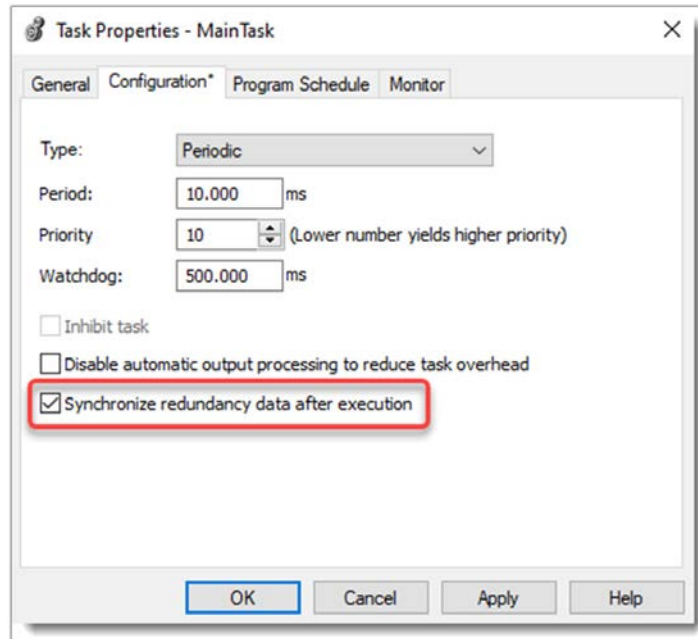 Task Properties - MainTask
General Configuration* Program Schedule Monitor
Type: Periodic
Period: 10.000 ms
Priority 10 (Lower number yields higher priority)
Watchdog: 500.000 ms
Inhibit task
Disable automatic output processing to reduce task overhead
Synchronize redundancy data after execution
OK Cancel Apply Help